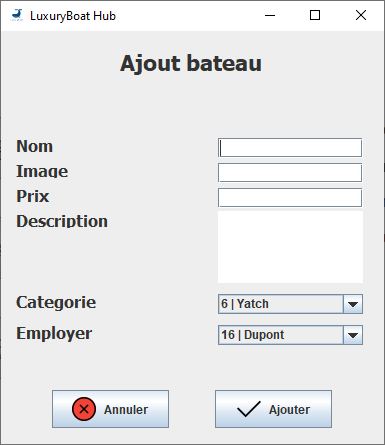 LuxuryBoat Hub
Ajout bateau
Nom
Image
Prix
Description
Categorie 6 | Yatch
Employer 16 | Dupont
Annuler Ajouter